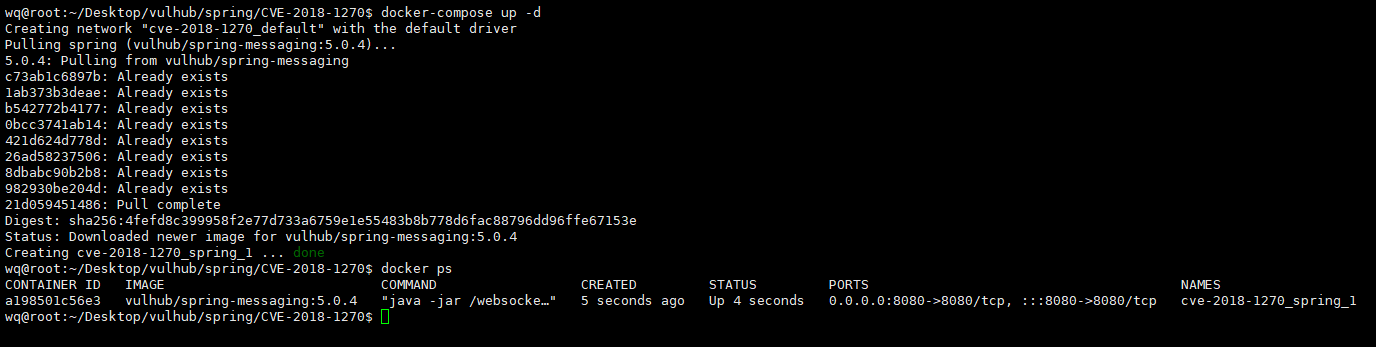 wq@root:~/Desktop/vulhub/spring/CVE-2018-1270$ docker-compose up -d
Creating network "cve-2018-1270_default" with the default driver
Pulling spring (vulhub/spring-messaging:5.0.4)...
5.0.4: Pulling from vulhub/spring-messaging
c73ab1c6897b: Already exists
1ab373b3deae: Already exists
b542772b4177: Already exists
0bcc3741ab14: Already exists
421d624d778d: Already exists
26ad58237506: Already exists
8dbabc90b2b8: Already exists
982930be204d: Already exists
21d059451486: Pull complete
Digest: sha256:4fefd8c399958f2e77d733a6759e1e55483b8b778d6fac88796dd96ffe67153e
Status: Downloaded newer image for vulhub/spring-messaging:5.0.4
Creating cve-2018-1270_spring_1 ... done
wq@root:~/Desktop/vulhub/spring/CVE-2018-1270$ docker ps
CONTAINER ID   IMAGE                           COMMAND                  CREATED         STATUS         PORTS                                       NAMES
a198501c56e3   vulhub/spring-messaging:5.0.4   "java -jar /websocke…"   5 seconds ago   Up 4 seconds   0.0.0.0:8080->8080/tcp, :::8080->8080/tcp   cve-2018-1270_spring_1
wq@root:~/Desktop/vulhub/spring/CVE-2018-1270$